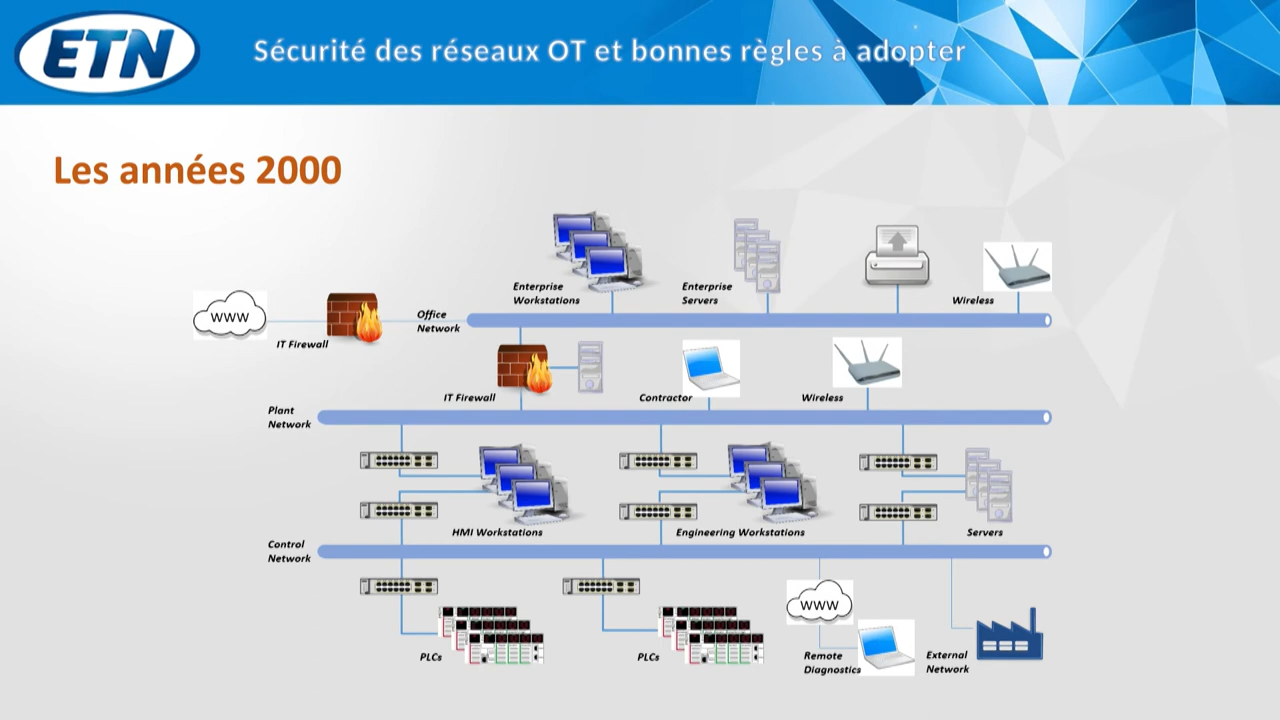 ETN
Sécurité des réseaux OT et bonnes règles à adopter
Les années 2000
Enterprise
Workstations
Enterprise
Servers
Wireless
WWW
IT Firewall
Office
Network
IT Firewall
Contractor
Wireless
Plant
Network
HMI Workstations
Engineering Workstations
Servers
Control
Network
WWW
PLCs
PLCs
Remote
Diagnostics
External
Network